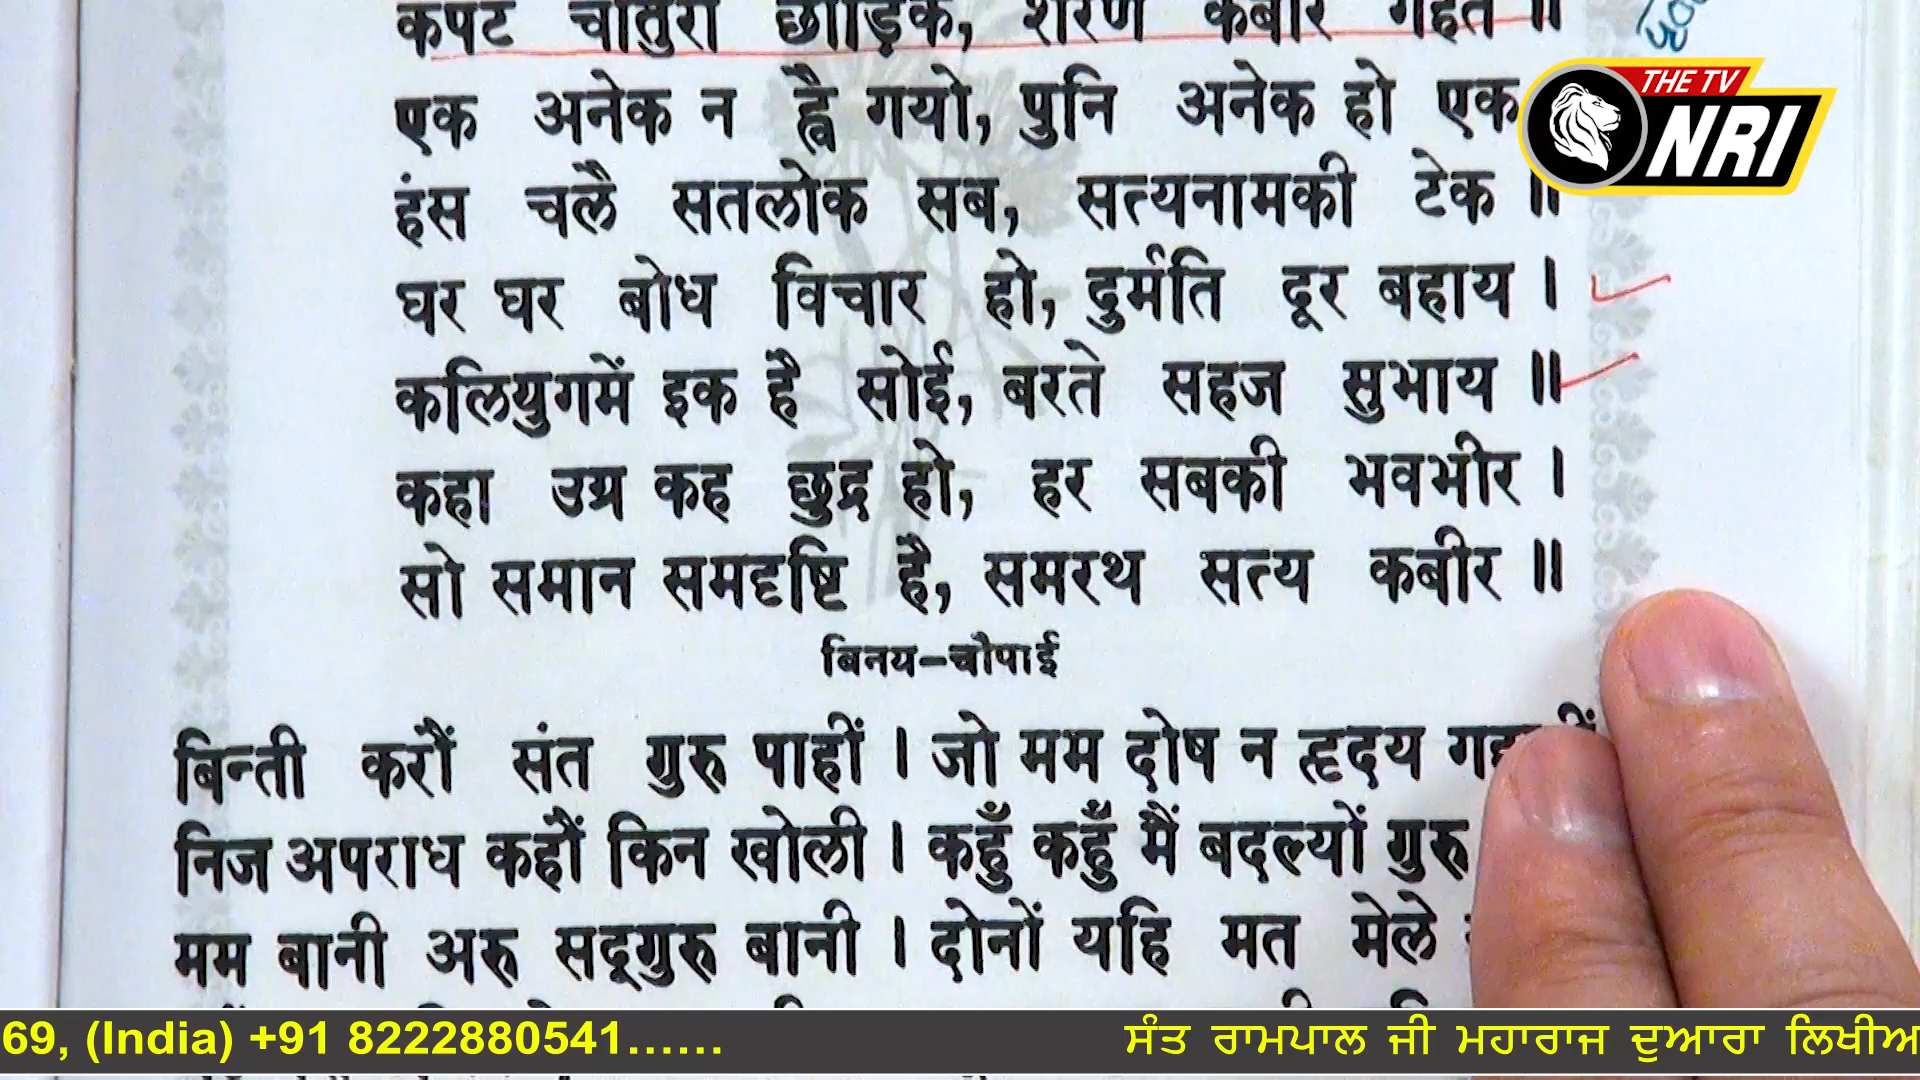 कपट चातुरी छोड़िके, शरण कबीर गहंत ॥
एक अनेक न ह्वै गयो, पुनि अनेक हो एक
हंस चलै सतलोक सब, सत्यनामकी टेक ॥
घर घर बोध विचार हो, दुर्मति दूर बहाय ।
कलियुगमें इक है सोई, बरते सहज सुभाय ॥
कहा उग्र कह छुद्र हो, हर सबकी भवभीर ।
सो समान समदृष्टि है, समरथ सत्य कबीर ॥
बिनय-चौपाई
बिन्ती करौं संत गुरु पाहीं । जो मम दोष न हृदय
निज अपराध कहौं किन खोली । कहुँ कहुँ मैं बदल्यों गुरु
मम बानी अरु सद्गुरु बानी । दोनों यहि मत मेले
THE TV
NRI
69, (India) +91 8222880541......
ਸੰਤ ਰਾਮਪਾਲ ਜੀ ਮਹਾਰਾਜ ਦੁਆਰਾ ਲਿਖੀਅ